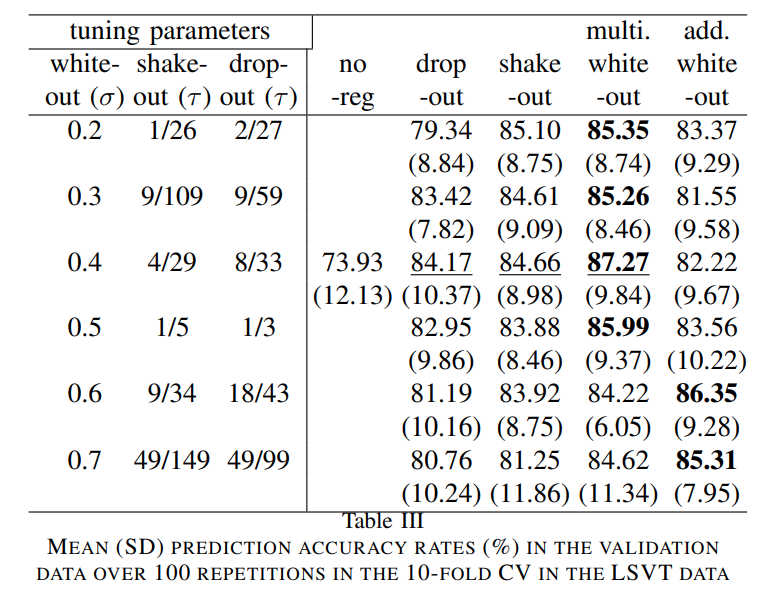 tuning parameters multi. add.
white- shake- drop- no drop shake white white
out (σ) out (τ) out (τ) -reg -out -out -out -out
0.2 1/26 2/27 79.34 85.10 85.35 83.37
(8.84) (8.75) (8.74) (9.29)
0.3 9/109 9/59 83.42 84.61 85.26 81.55
(7.82) (9.09) (8.46) (9.58)
0.4 4/29 8/33 73.93 84.17 84.66 87.27 82.22
(12.13) (10.37) (8.98) (9.84) (9.67)
0.5 1/5 1/3 82.95 83.88 85.99 83.56
(9.86) (8.46) (9.37) (10.22)
0.6 9/34 18/43 81.19 83.92 84.22 86.35
(10.16) (8.75) (6.05) (9.28)
0.7 49/149 49/99 80.76 81.25 84.62 85.31
(10.24) (11.86) (11.34) (7.95)
Table III
MEAN (SD) PREDICTION ACCURACY RATES (%) IN THE VALIDATION
DATA OVER 100 REPETITIONS IN THE 10-FOLD CV IN THE LSVT DATA